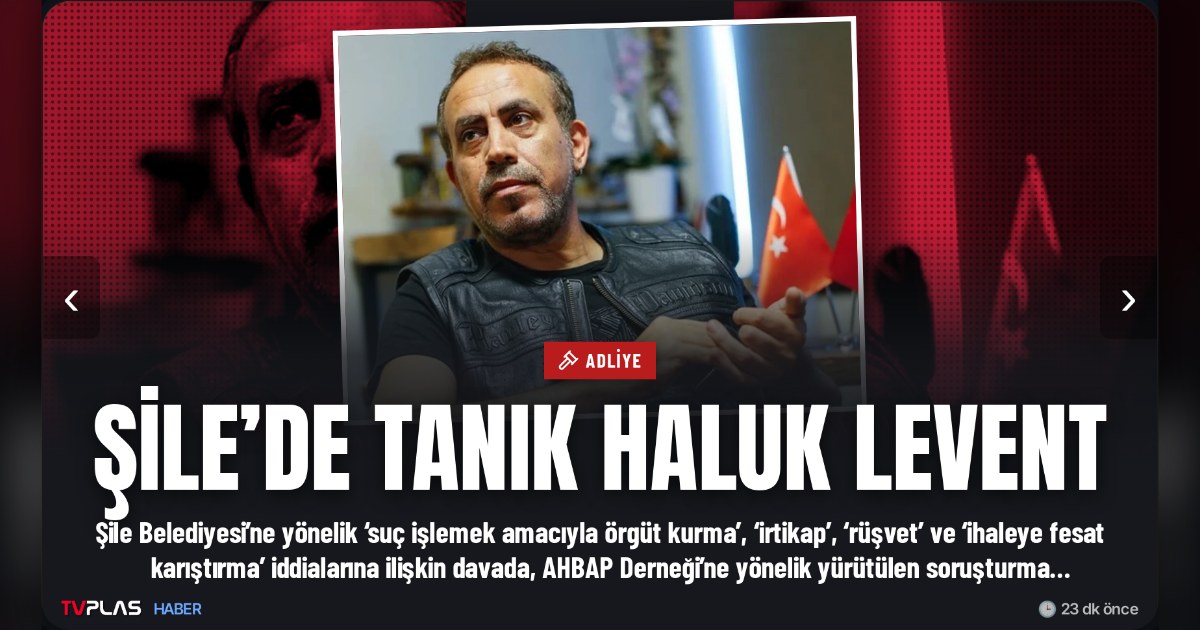 ADLİYE
ŞİLE’DE TANIK HALUK LEVENT
Şile Belediyesi’ne yönelik ‘suç işlemek amacıyla örgüt kurma’, ‘irtikap’, ‘rüşvet’ ve ‘ihaleye fesat
karıştırma’ iddialarına ilişkin davada, AHBAP Derneği’ne yönelik yürütülen soruşturma...
TVPLAS HABER
23 dk önce